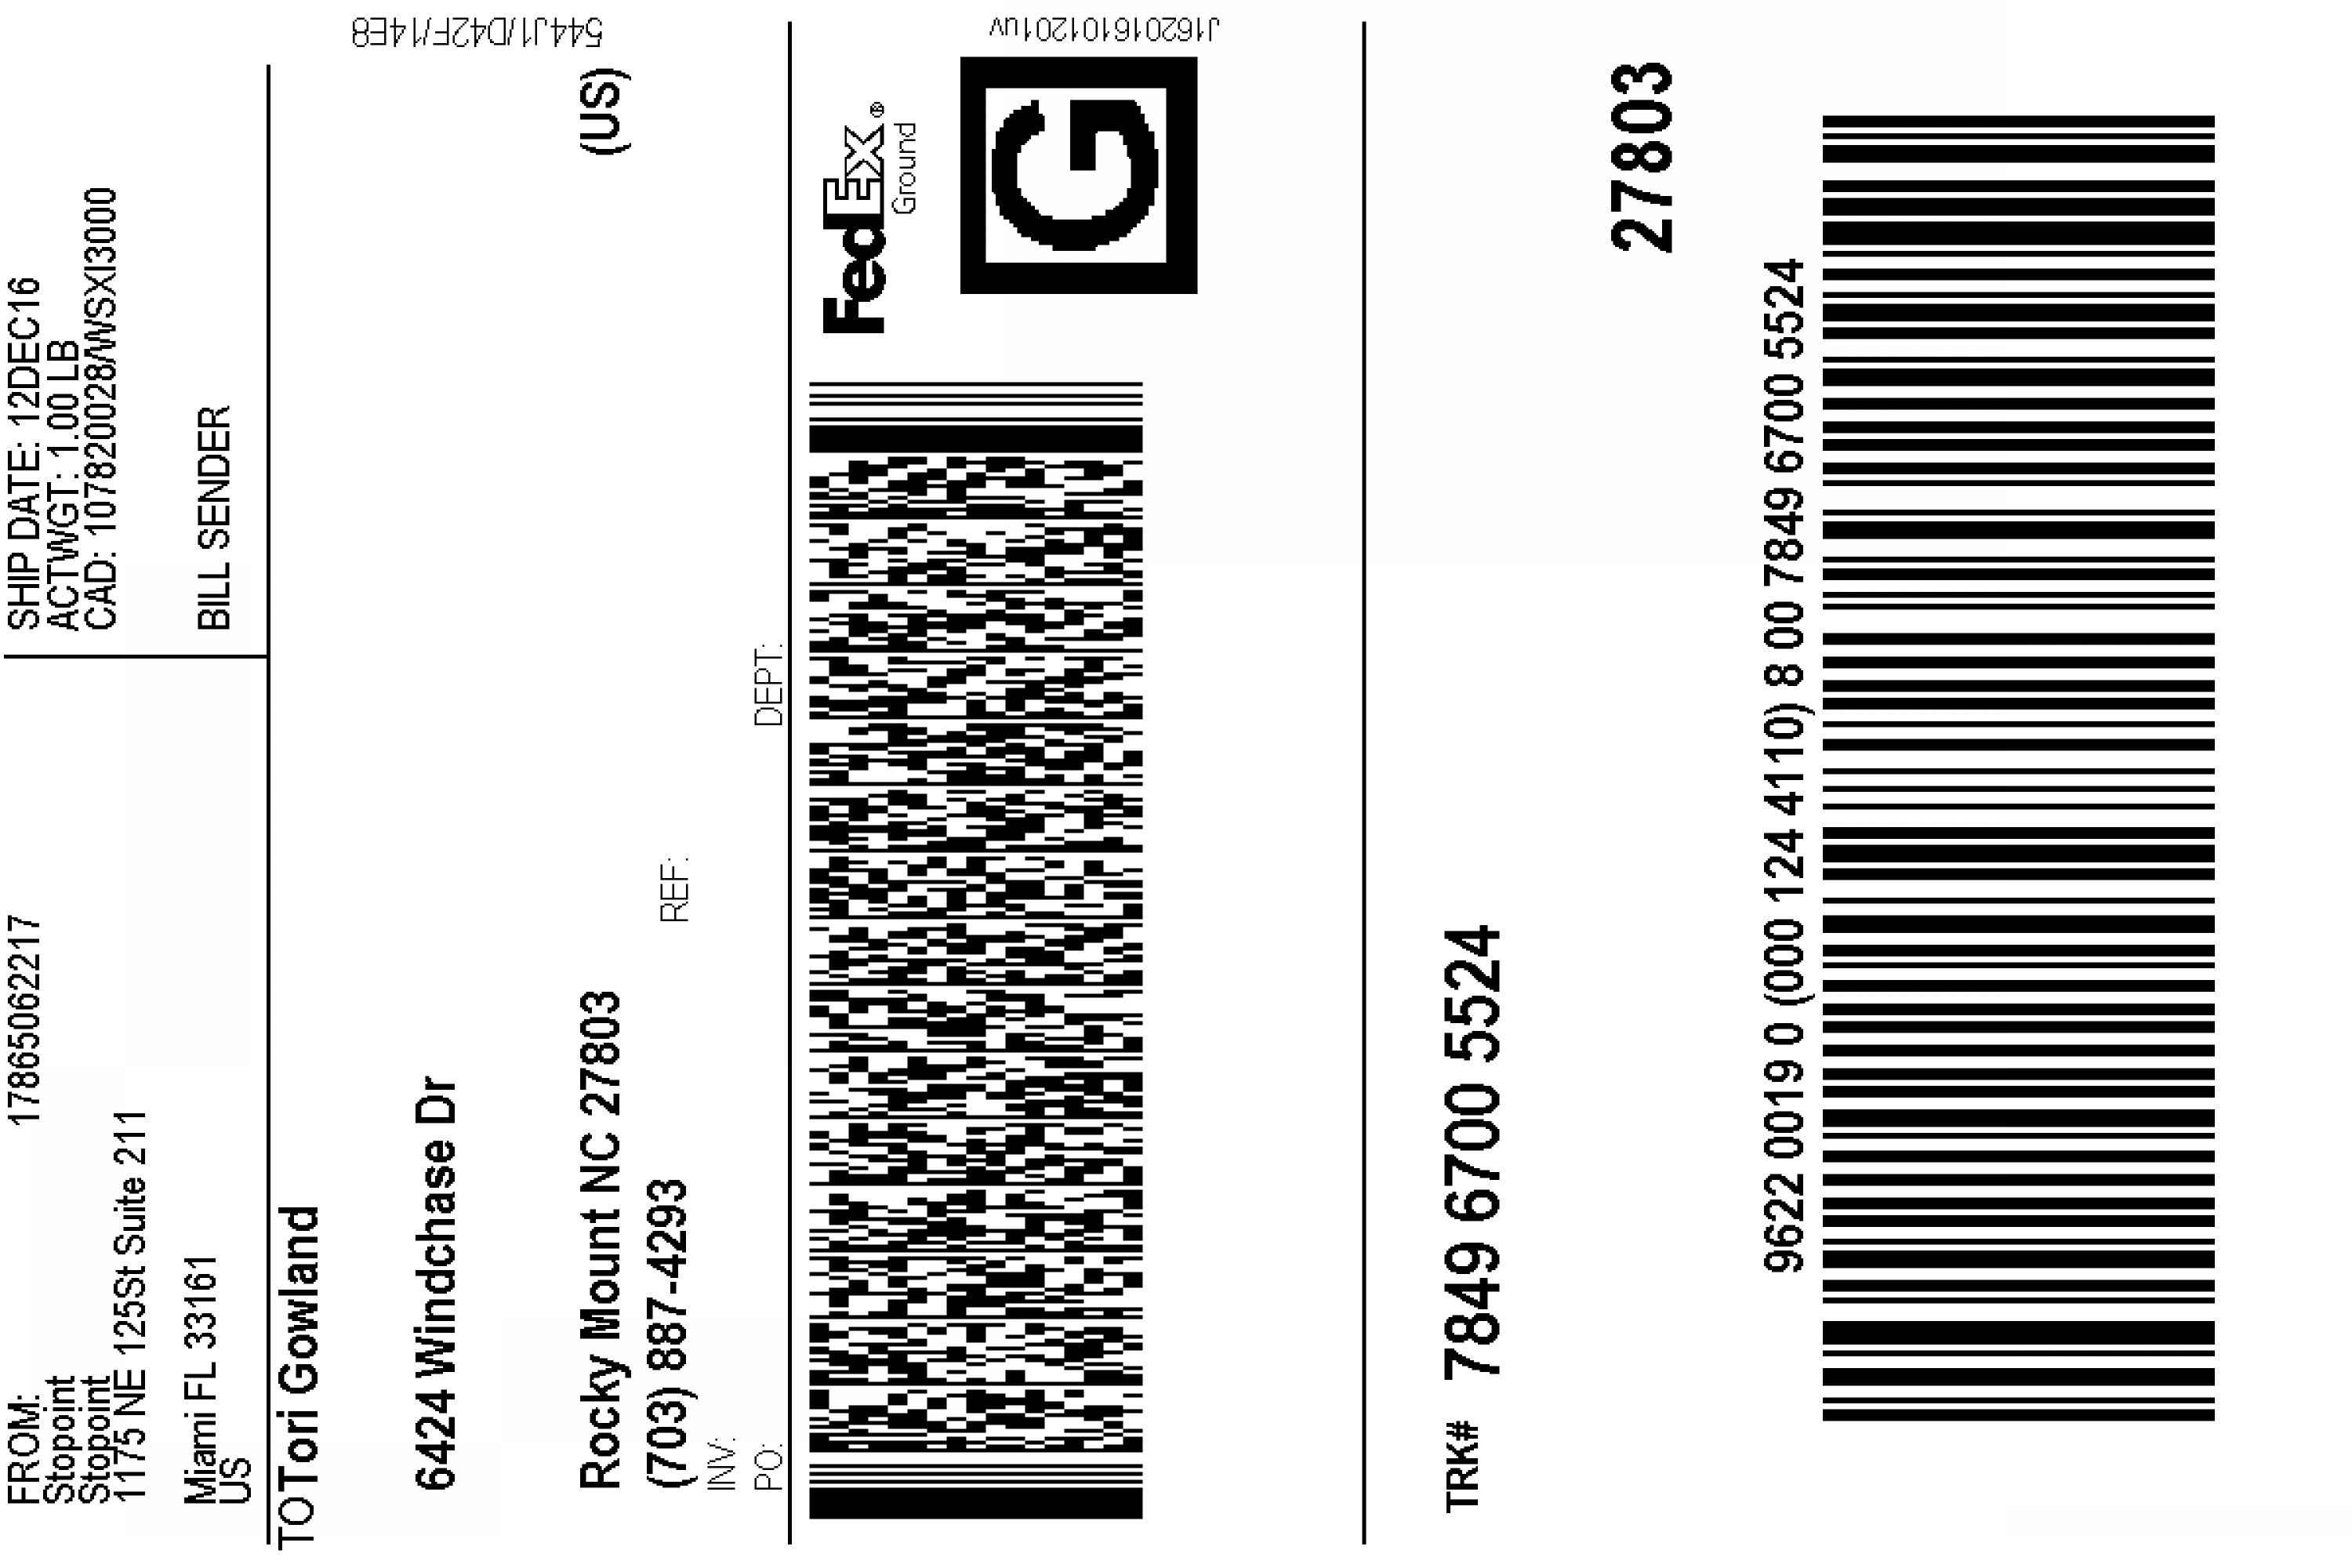 FROM: 17865062217
Stopoint
Stopoint
1175 NE 125St Suite 211
Miami FL 33161
US
SHIP DATE: 12DEC16
ACTWGT: 1.00 LB
CAD: 107820028/WSXI3000
BILL SENDER
TO Tori Gowland
6424 Windchase Dr
Rocky Mount NC 27803
(US)
(703) 887-4293
REF:
INV:
PO:
DEPT:
544J1/D42F/14E8
FedEx®
Ground
G
J162016101201uv
TRK# 7849 6700 5524
27803
9622 0019 0 (000 124 4110) 8 00 7849 6700 5524